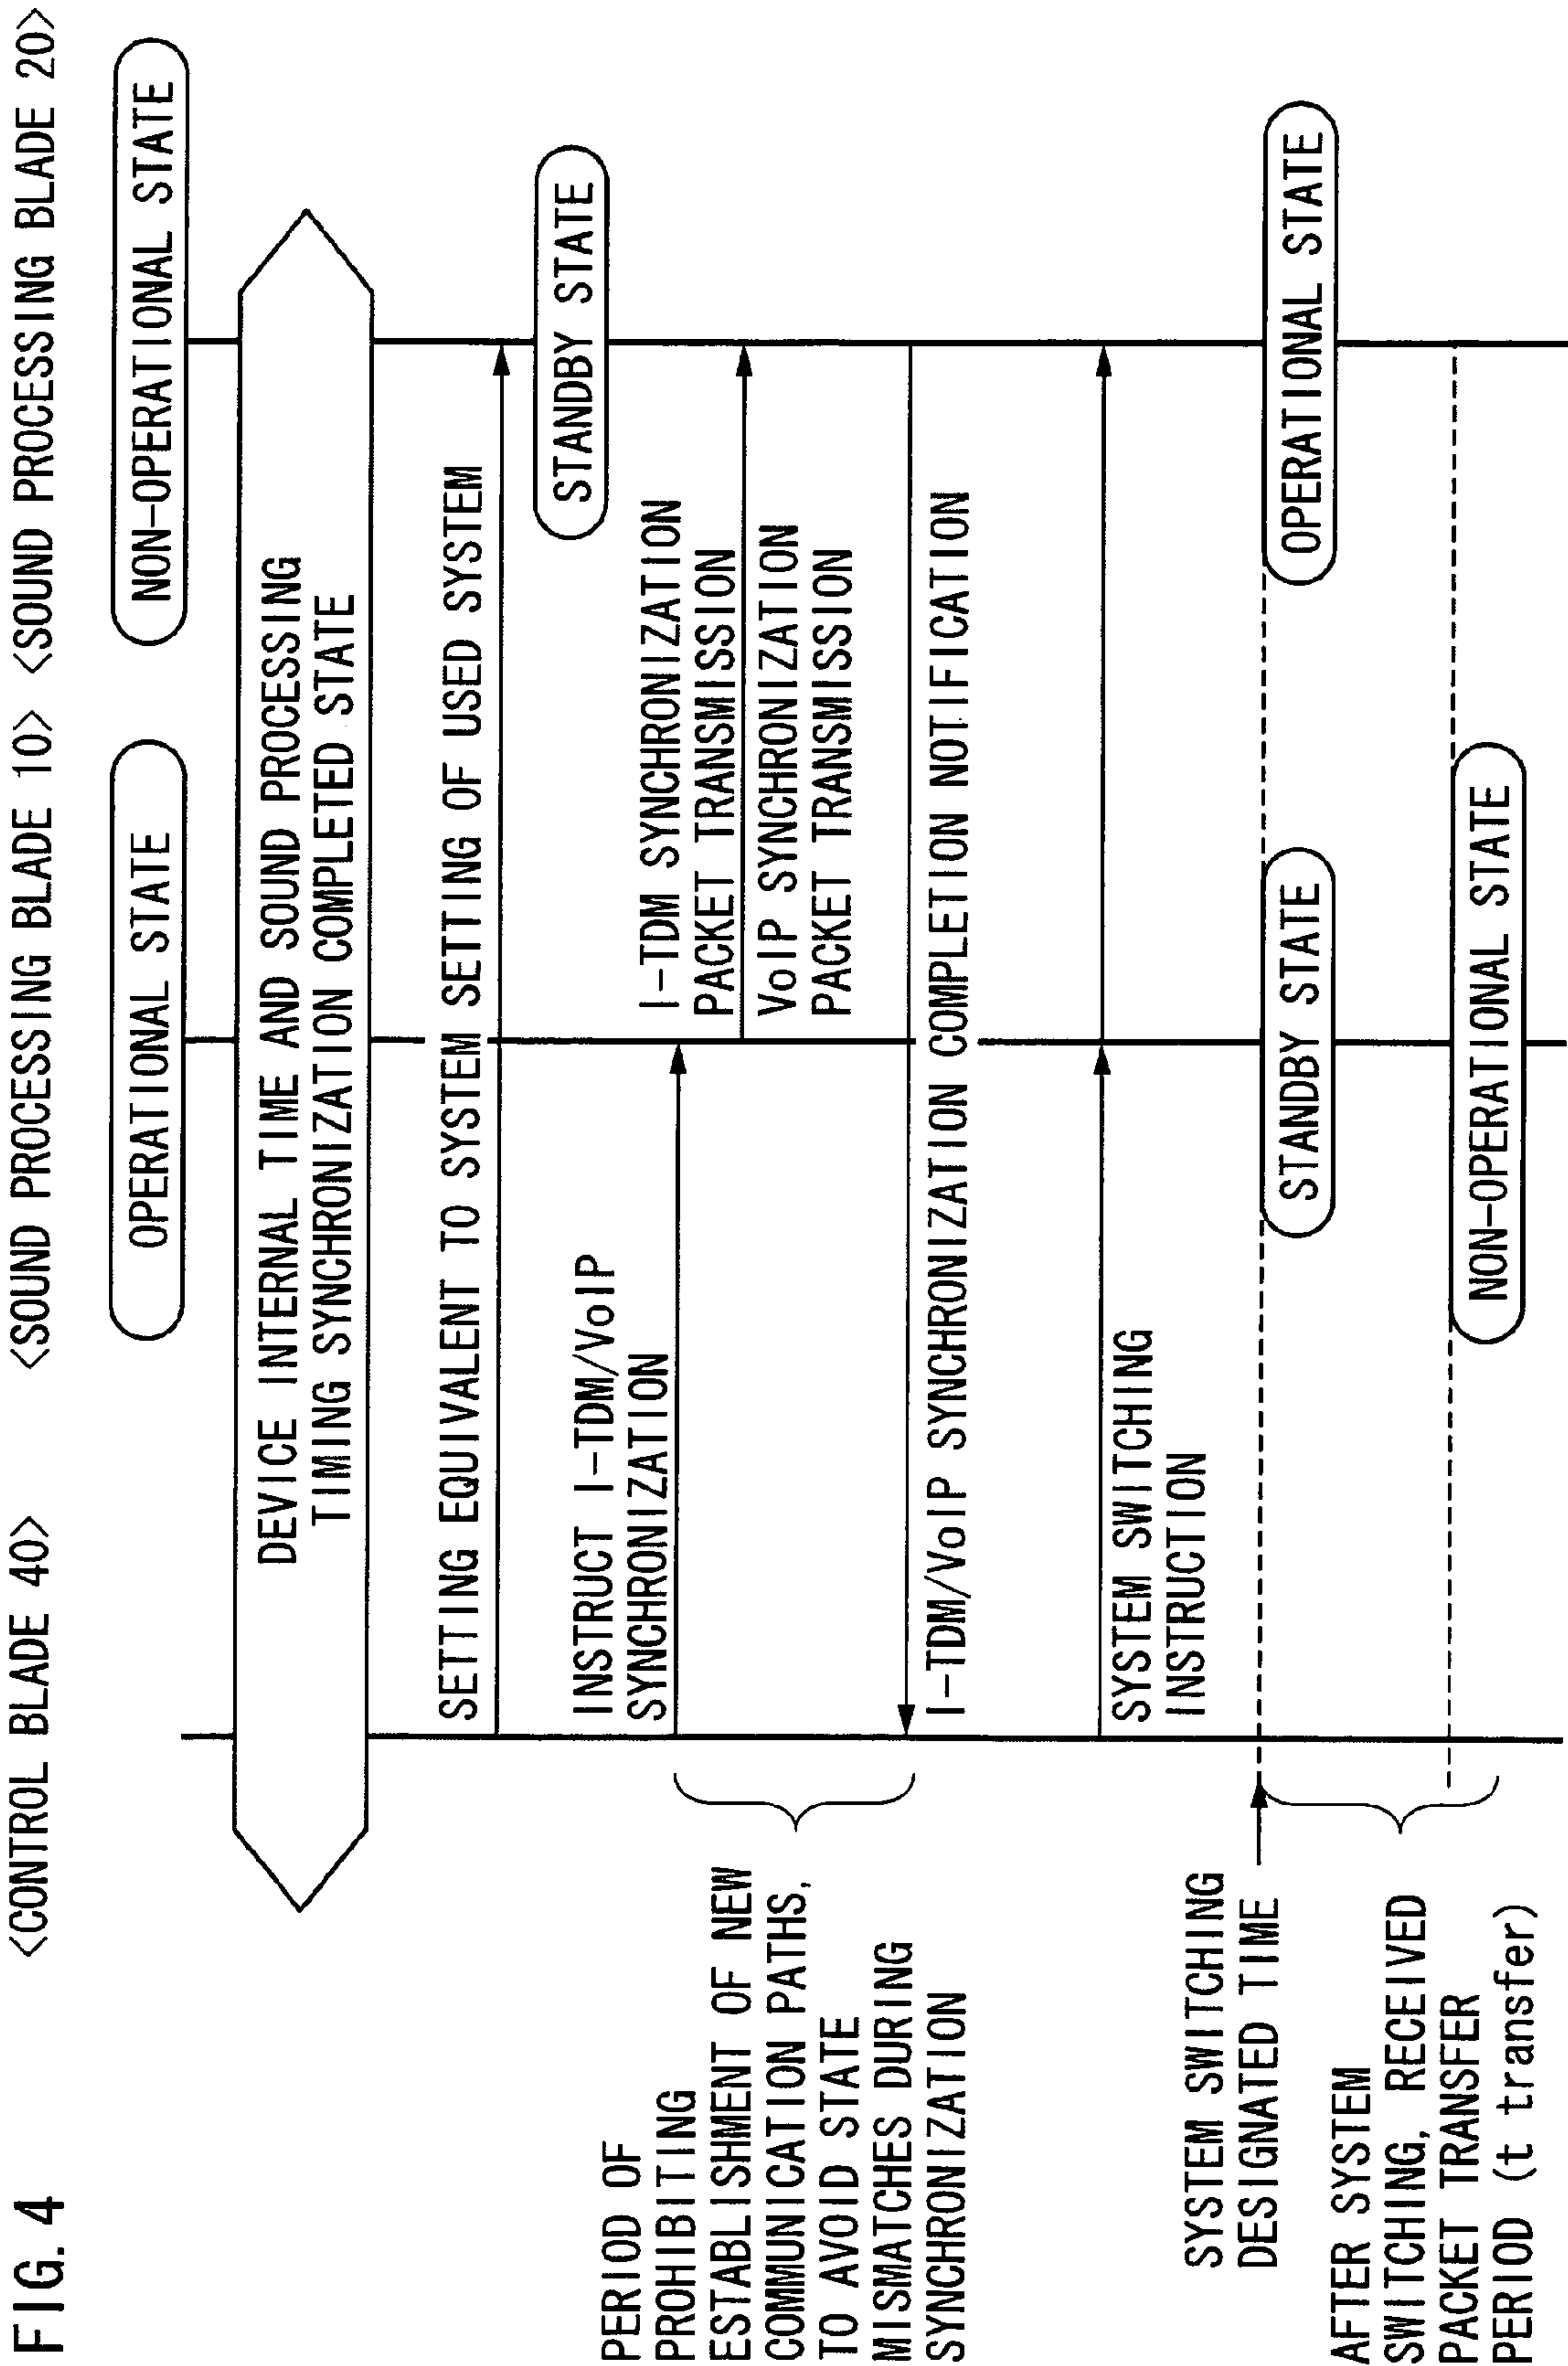 FIG. 4
<CONTROL BLADE 40>
<SOUND PROCESSING BLADE 10>
<SOUND PROCESSING BLADE 20>
OPERATIONAL STATE
NON-OPERATIONAL STATE
DEVICE INTERNAL TIME AND SOUND PROCESSING
TIMING SYNCHRONIZATION COMPLETED STATE
SETTING EQUIVALENT TO SYSTEM SETTING OF USED SYSTEM
STANDBY STATE
INSTRUCT I-TDM/VoIP
SYNCHRONIZATION
I-TDM SYNCHRONIZATION
PACKET TRANSMISSION
VoIP SYNCHRONIZATION
PACKET TRANSMISSION
PERIOD OF
PROHIBITING
ESTABLISHMENT OF NEW
COMMUNICATION PATHS,
TO AVOID STATE
MISMATCHES DURING
SYNCHRONIZATION
I-TDM/VoIP SYNCHRONIZATION COMPLETION NOTIFICATION
SYSTEM SWITCHING
INSTRUCTION
SYSTEM SWITCHING
DESIGNATED TIME
STANDBY STATE
OPERATIONAL STATE
AFTER SYSTEM
SWITCHING, RECEIVED
PACKET TRANSFER
PERIOD (t transfer)
NON-OPERATIONAL STATE